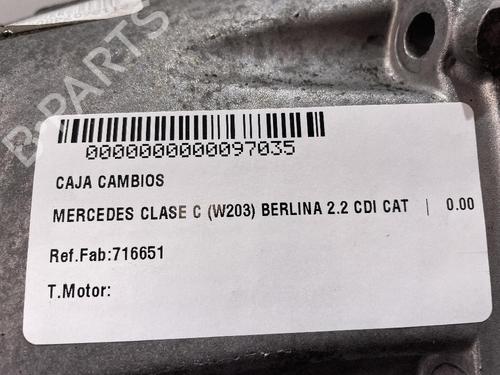 B-PARTS
0000000000097035
CAJA CAMBIOS
MERCEDES CLASE C (W203) BERLINA 2.2 CDI CAT | 0.00
Ref.Fab:716651
T.Motor: